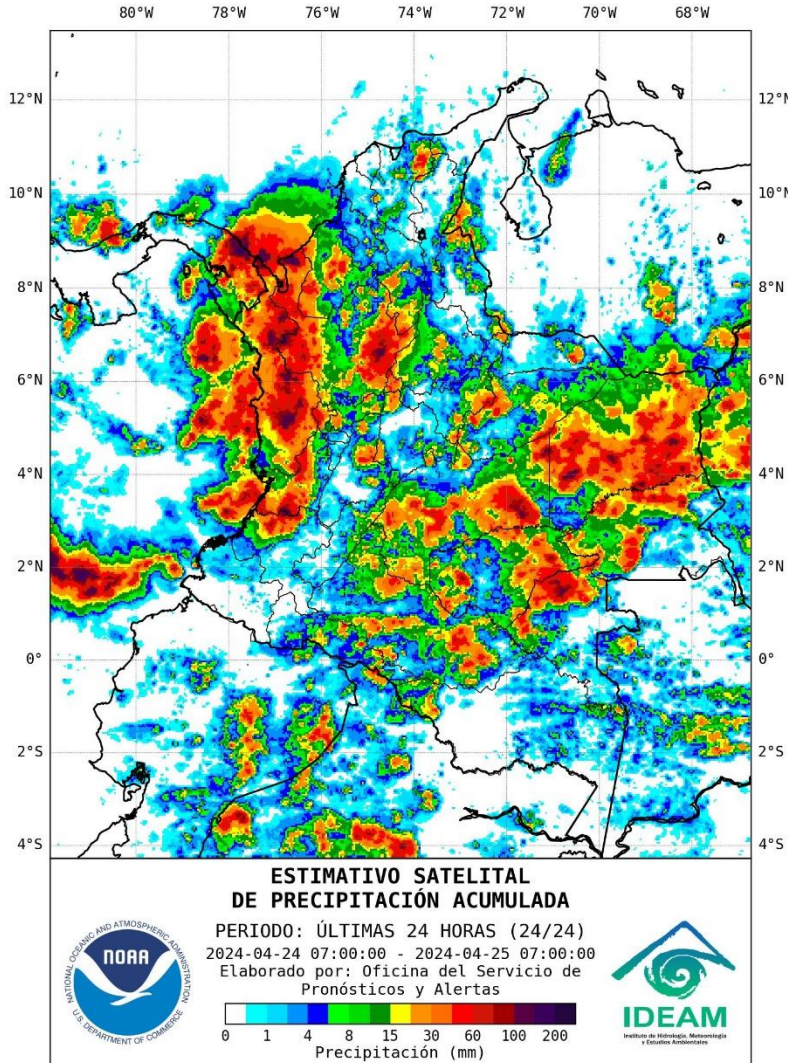 80°W 78°W 76°W 74°W 72°W 70°W 68°W
12°N 12°N
10°N 10°N
8°N 8°N
6°N 6°N
4°N 4°N
2°N 2°N
0° 0°
2°S 2°S
4°S 4°S
ESTIMATIVO SATELITAL
DE PRECIPITACIÓN ACUMULADA
PERIODO: ÚLTIMAS 24 HORAS (24/24)
2024-04-24 07:00:00 - 2024-04-25 07:00:00
Elaborado por: Oficina del Servicio de
Pronósticos y Alertas
0 1 4 8 15 30 60 100 200
Precipitación (mm)
NATIONAL OCEANIC AND ATMOSPHERIC ADMINISTRATION
NOAA
U.S. DEPARTMENT OF COMMERCE
IDEAM
Instituto de Hidrología, Meteorología
y Estudios Ambientales